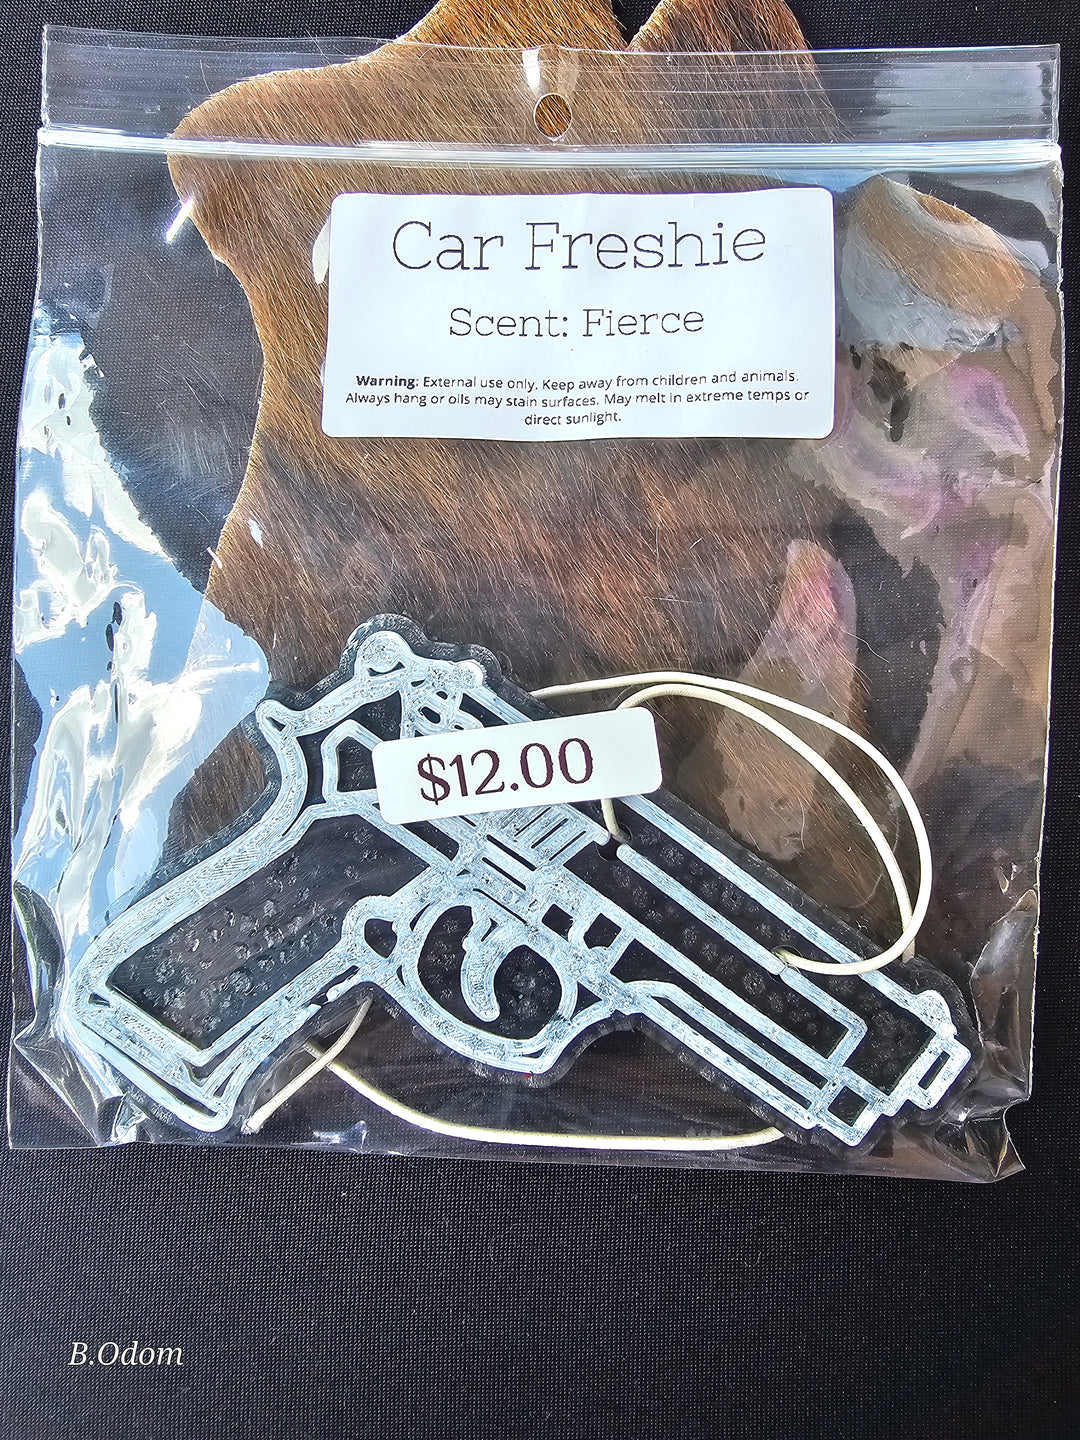 Car Freshie
Scent: Fierce
Warning: External use only. Keep away from children and animals.
Always hang or oils may stain surfaces. May melt in extreme temps or
direct sunlight.
$12.00
B.Odom